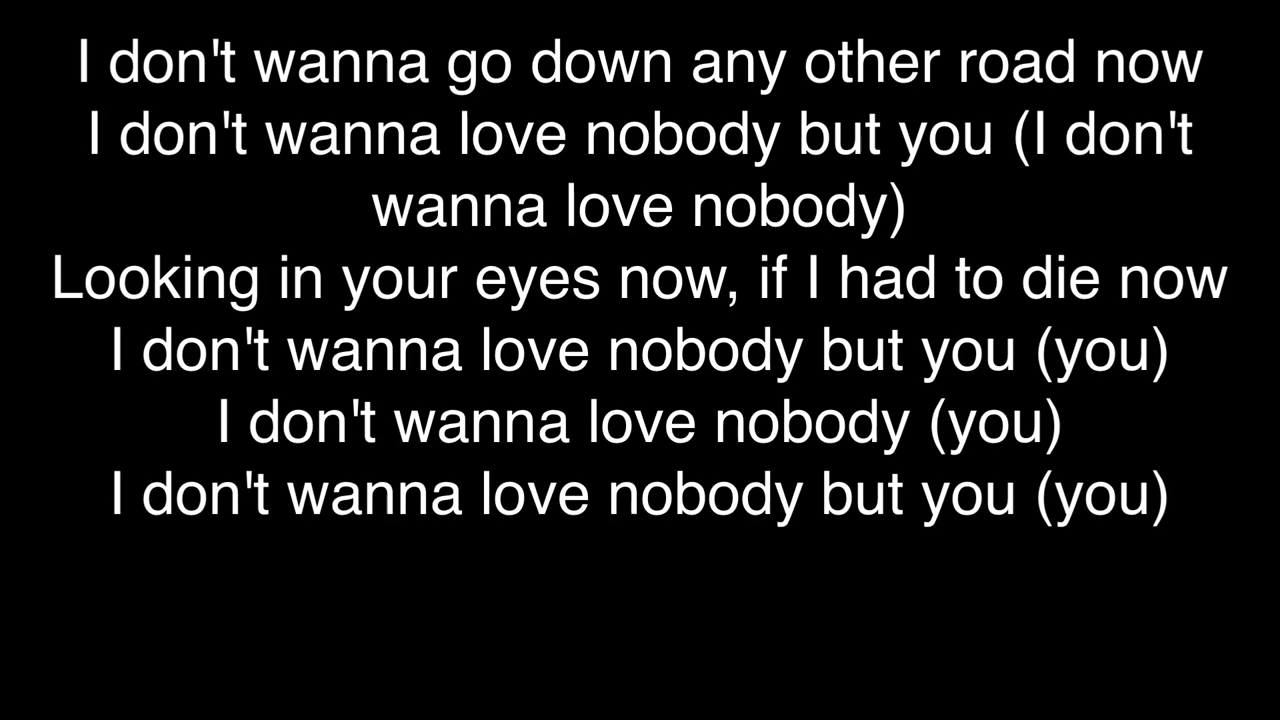 I don't wanna go down any other road now
I don't wanna love nobody but you (I don't
wanna love nobody)
Looking in your eyes now, if I had to die now
I don't wanna love nobody but you (you)
I don't wanna love nobody (you)
I don't wanna love nobody but you (you)